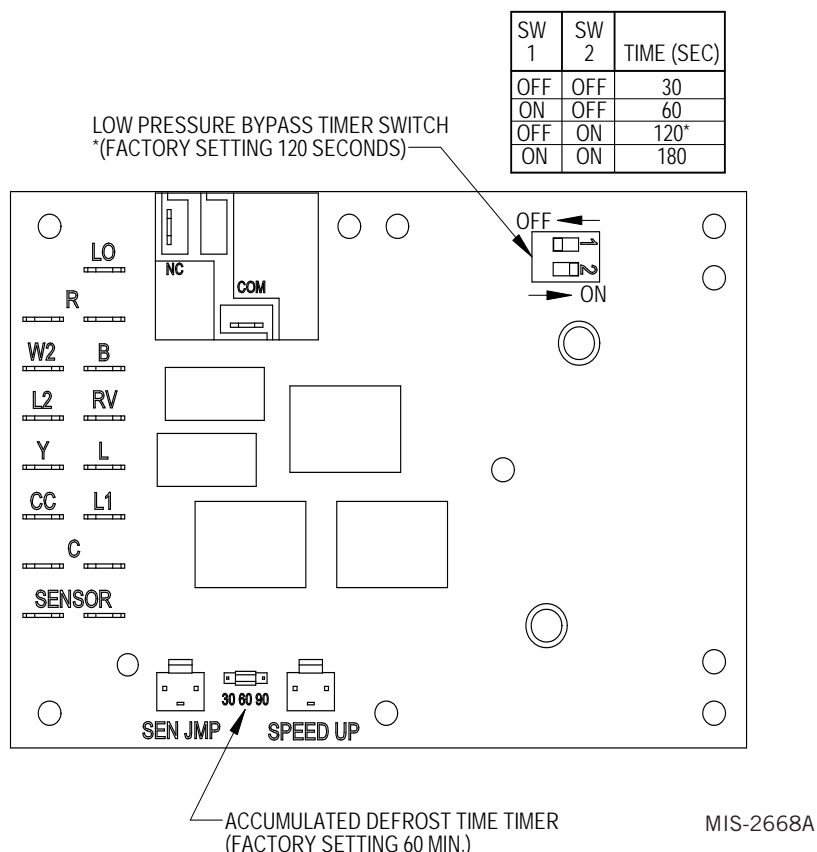 SW 1 SW 2 TIME (SEC)
OFF OFF 30
ON OFF 60
OFF ON 120*
ON ON 180
LOW PRESSURE BYPASS TIMER SWITCH
*(FACTORY SETTING 120 SECONDS)
OFF
1
2
ON
NC
COM
LO
R
W2 B
L2 RV
Y L
CC L1
C
SENSOR
30 60 90
SEN JMP SPEED UP
ACCUMULATED DEFROST TIME TIMER
(FACTORY SETTING 60 MIN.)
MIS-2668A